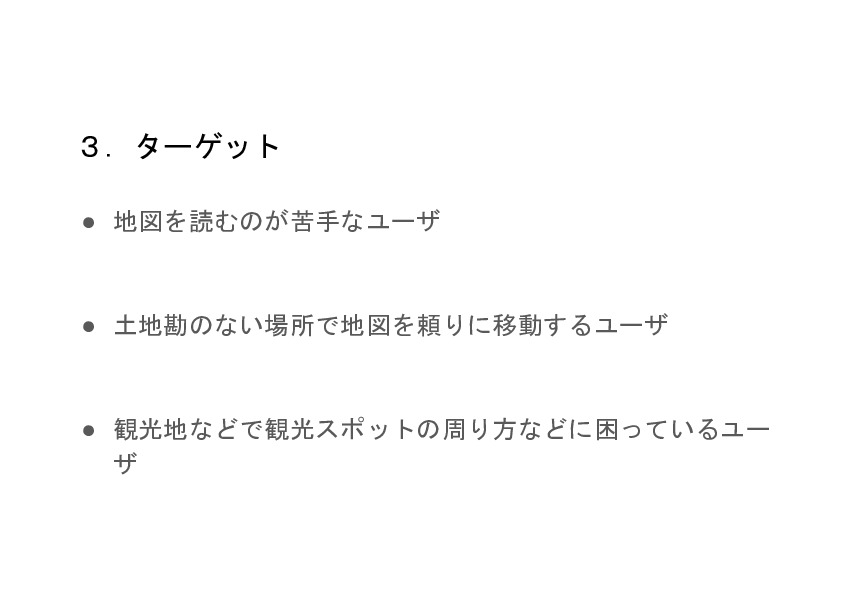 ３．ターゲット
● 地図を読むのが苦手なユーザ
● 土地勘のない場所で地図を頼りに移動するユーザ
● 観光地などで観光スポットの周り方などに困っているユー
ザ